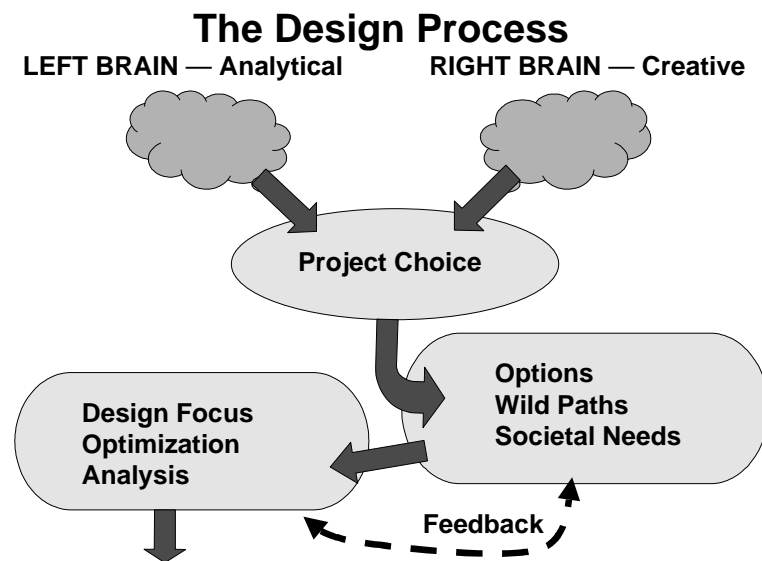 The Design Process
LEFT BRAIN — Analytical
RIGHT BRAIN — Creative
Project Choice
Options
Wild Paths
Societal Needs
Design Focus
Optimization
Analysis
Feedback